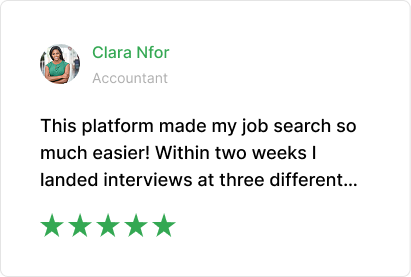 Clara Nfor
Accountant
This platform made my job search so
much easier! Within two weeks I
landed interviews at three different...